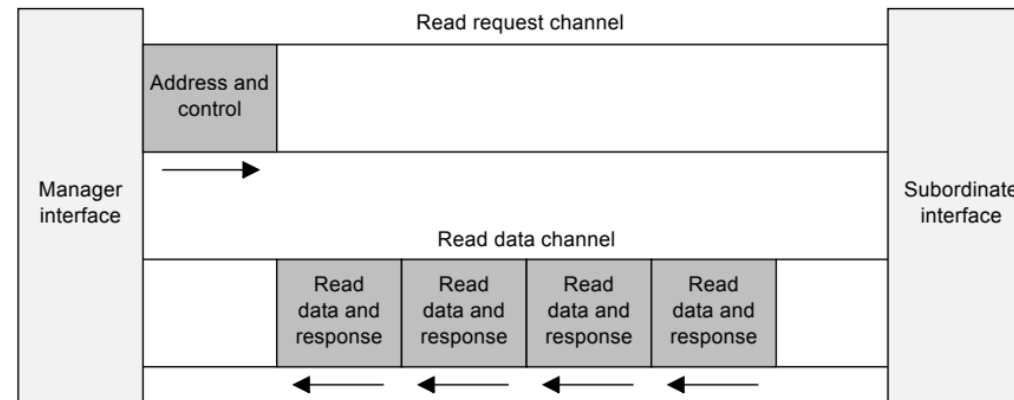 Read request channel
Address and
control
Manager
interface
Subordinate
interface
Read data channel
Read
data and
response
Read
data and
response
Read
data and
response
Read
data and
response